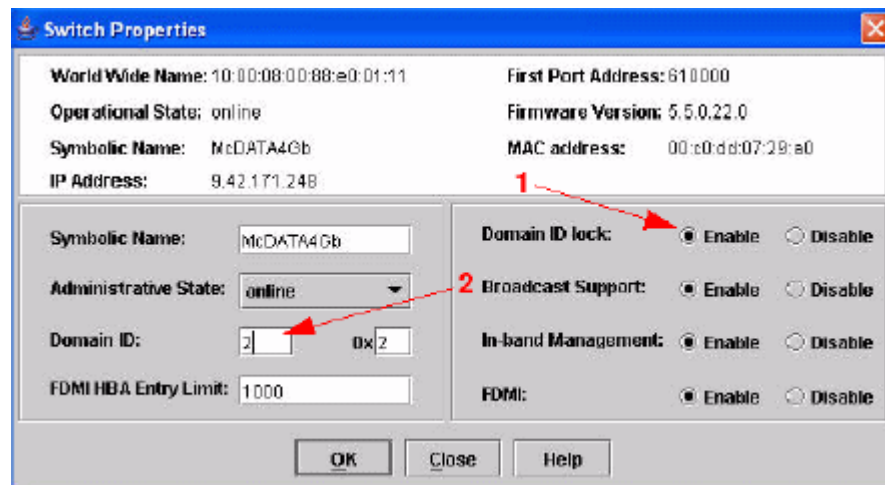 Switch Properties
World Wide Name: 10:00:08:00:88:e0:01:11
First Port Address: 610000
Operational State: online
Firmware Version: 5.5.0.22.0
Symbolic Name: McDATA4Gb
MAC address: 00:c0:dd:07:29:a0
IP Address: 9.42.171.248
1
Symbolic Name: McDATA4Gb
Domain ID lock: Enable Disable
Administrative State: online
2
Broadcast Support: Enable Disable
Domain ID: 2 0x 2
In-band Management: Enable Disable
FDMI HBA Entry Limit: 1000
FDMI: Enable Disable
OK Close Help